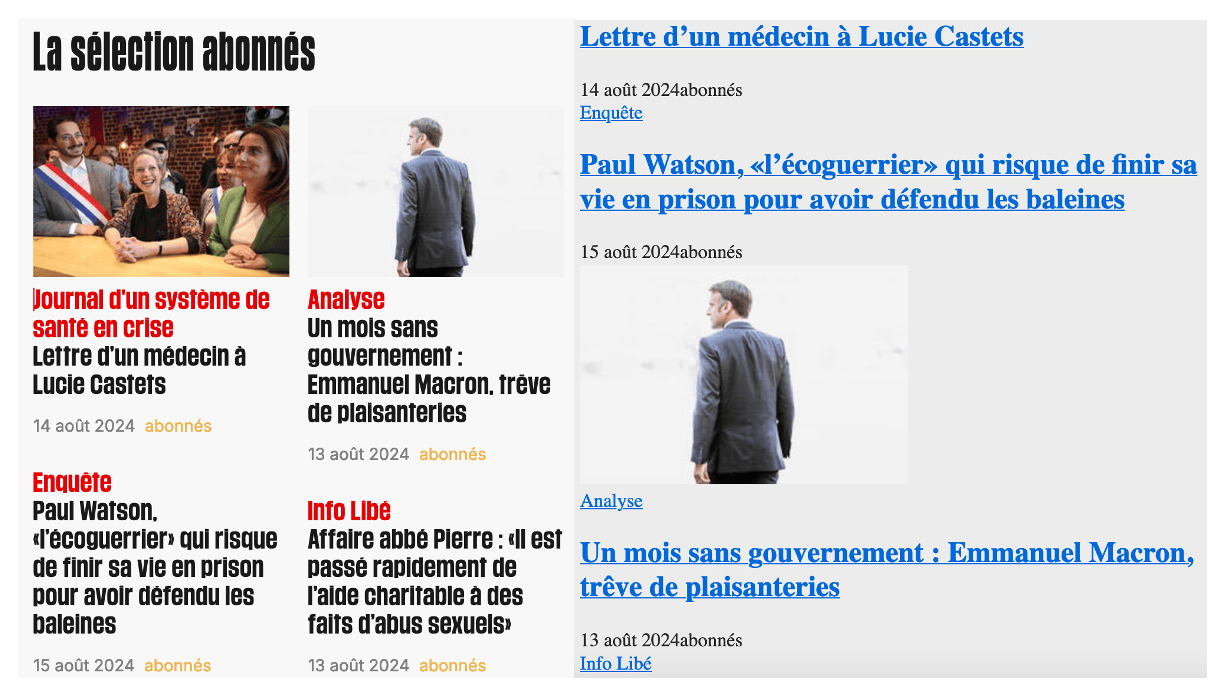 La sélection abonnés
Journal d'un système de
santé en crise
Lettre d'un médecin à
Lucie Castets
14 août 2024 abonnés
Enquête
Paul Watson,
«l'écoguerrier» qui risque
de finir sa vie en prison
pour avoir défendu les
baleines
15 août 2024 abonnés
Analyse
Un mois sans
gouvernement :
Emmanuel Macron, trêve
de plaisanteries
13 août 2024 abonnés
Info Libé
Affaire abbé Pierre : «Il est
passé rapidement de
l'aide charitable à des
faits d'abus sexuels»
13 août 2024 abonnés
Lettre d’un médecin à Lucie Castets
14 août 2024abonnés
Enquête
Paul Watson, «l’écoguerrier» qui risque de finir sa
vie en prison pour avoir défendu les baleines
15 août 2024abonnés
Analyse
Un mois sans gouvernement : Emmanuel Macron,
trêve de plaisanteries
13 août 2024abonnés
Info Libé